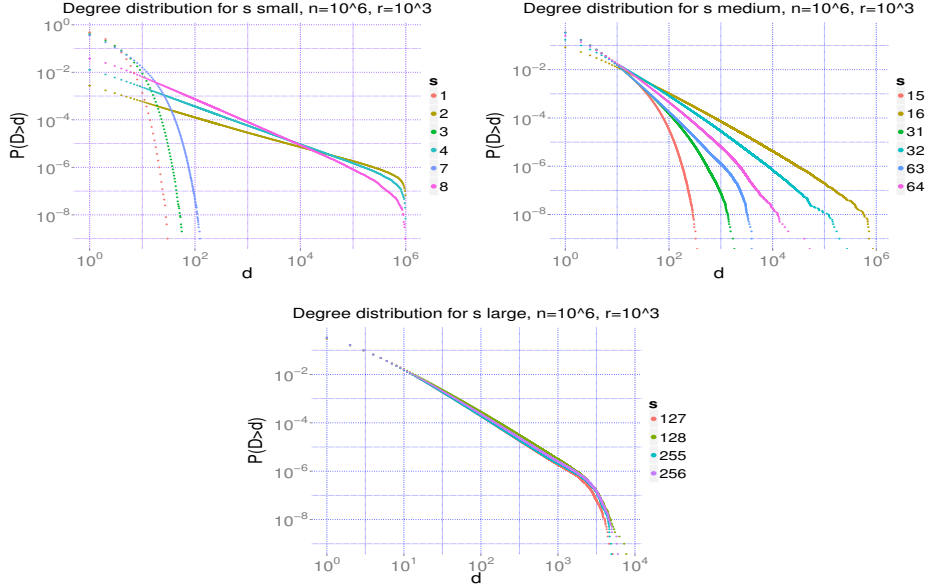 Degree distribution for s small, n=10^6, r=10^3
P(D>d)
10^0
10^−2
10^−4
10^−6
10^−8
10^0 10^2 10^4 10^6
d
s
1
2
3
4
7
8
Degree distribution for s medium, n=10^6, r=10^3
P(D>d)
10^−2
10^−4
10^−6
10^−8
10^0 10^2 10^4 10^6
d
s
15
16
31
32
63
64
Degree distribution for s large, n=10^6, r=10^3
P(D>d)
10^−2
10^−4
10^−6
10^−8
10^0 10^1 10^2 10^3 10^4
d
s
127
128
255
256